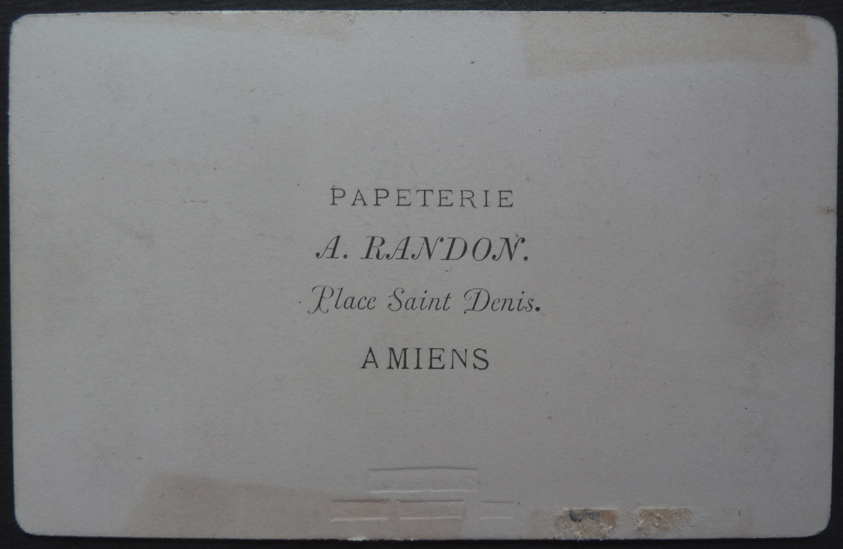 PAPETERIE
A. RANDON.
Place Saint Denis.
AMIENS